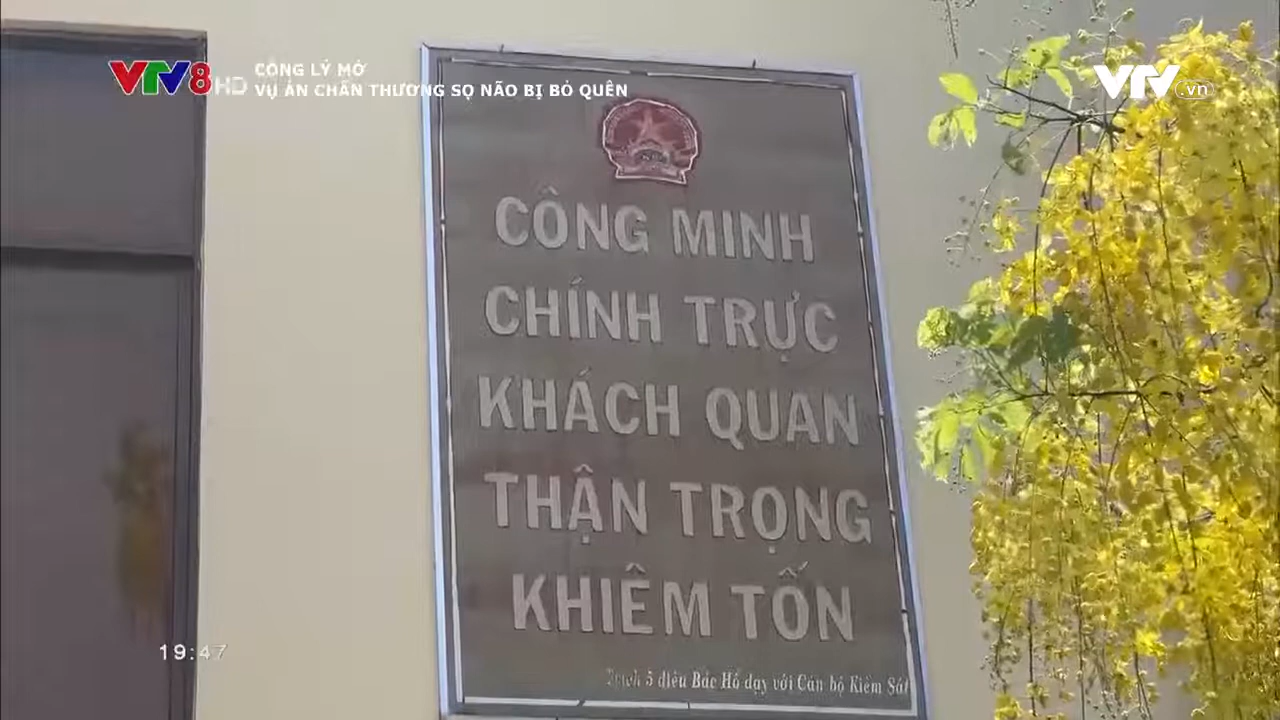 VTV8 HD
CÔNG LÝ MỞ
VỤ ÁN CHẤN THƯƠNG SỌ NÃO BỊ BỎ QUÊN
VTV.vn
CÔNG MINH
CHÍNH TRỰC
KHÁCH QUAN
THẬN TRỌNG
KHIÊM TỐN
Trích 5 điều Bác Hồ dạy với Cán bộ Kiểm Sát
19:47